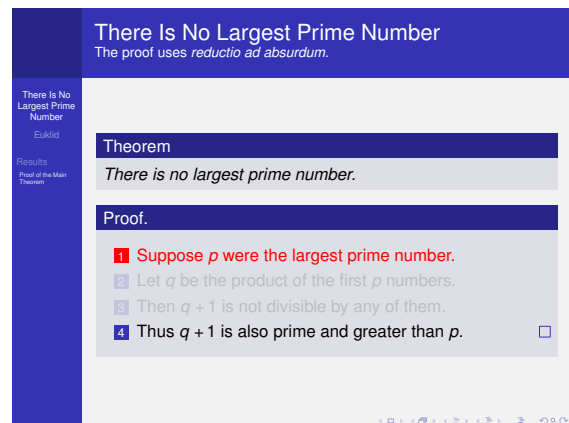 There Is No Largest Prime Number
The proof uses reductio ad absurdum.
There Is No
Largest Prime
Number
Euklid
Results
Proof of the Main
Theorem
Theorem
There is no largest prime number.
Proof.
1 Suppose p were the largest prime number.
2 Let q be the product of the first p numbers.
3 Then q + 1 is not divisible by any of them.
4 Thus q + 1 is also prime and greater than p.